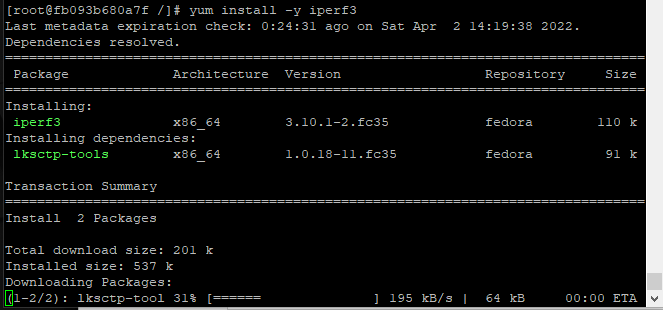 [root@fb093b680a7f /]# yum install -y iperf3
Last metadata expiration check: 0:24:31 ago on Sat Apr  2 14:19:38 2022.
Dependencies resolved.
================================================================================
 Package             Architecture  Version                  Repository     Size
================================================================================
Installing:
 iperf3              x86_64        3.10.1-2.fc35            fedora        110 k
Installing dependencies:
 lksctp-tools        x86_64        1.0.18-11.fc35           fedora         91 k

Transaction Summary
================================================================================
Install  2 Packages

Total download size: 201 k
Installed size: 537 k
Downloading Packages:
(1-2/2): lksctp-tool 31% [======              ] 195 kB/s |  64 kB     00:00 ETA